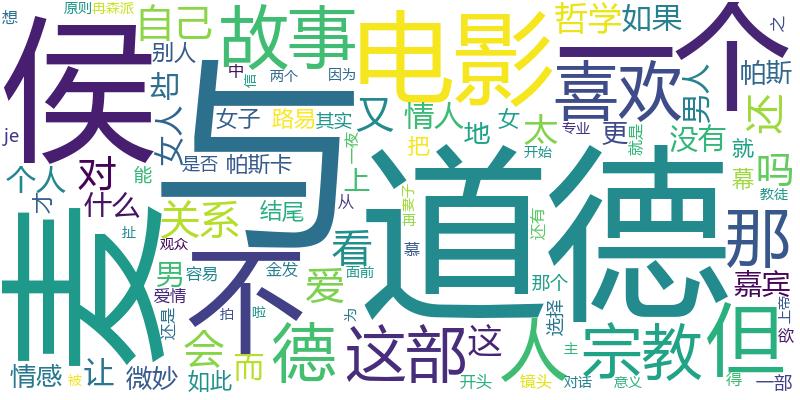 想 原则 冉森派 自己 故事 电影 哲学 如果 一个 之
侯 别人 却 中 信 两个 因为 与 喜欢 男人 帕斯
je 女人 女子 路易 其实 又 情人 地 女 太 更 专业 没有 还
个人 对 是否 帕斯卡 一夜 把 开始 就是 就 幕 吗
才 能 什么 上 道德 教徒
麦 扯 关系 结尾 从 两妻子 还有 那
观众 不 看 慕 嘉宾
男 容易 金发 面前 爱 那个 上帝
爱情 还是 拍 啦 为 选择 欲
会 德 这部 这 人 宗教 但
情感 被 让 微妙 如此 而 开头 镜头 主 对话 意义 得 一部